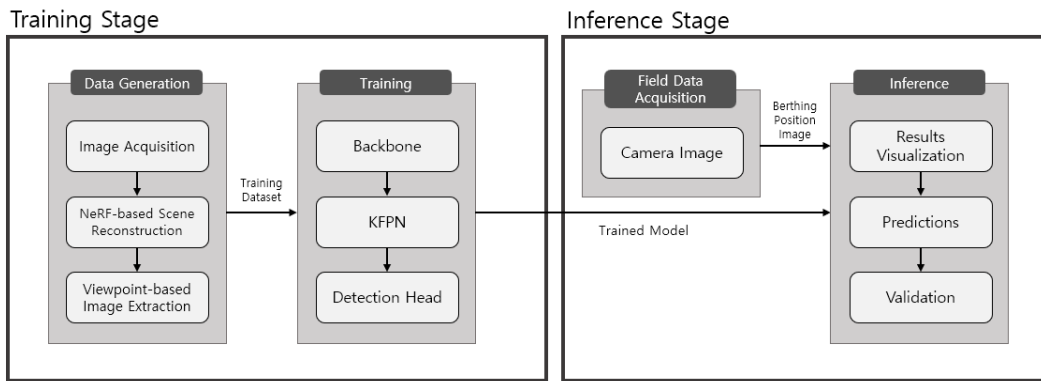 Training Stage
Data Generation
Image Acquisition
NeRF-based Scene
Reconstruction
Viewpoint-based
Image Extraction
Training
Dataset
Training
Backbone
KFPN
Detection Head
Trained Model
Inference Stage
Field Data
Acquisition
Camera Image
Berthing
Position
Image
Inference
Results
Visualization
Predictions
Validation